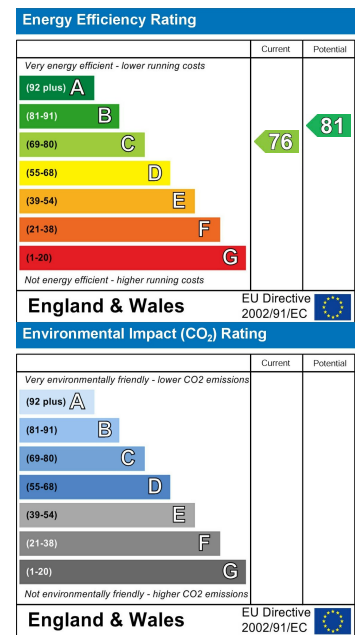 Energy Efficiency Rating
Current Potential
Very energy efficient - lower running costs
(92 plus) A
(81-91) B
(69-80) C
(55-68) D
(39-54) E
(21-38) F
(1-20) G
76
81
Not energy efficient - higher running costs
England & Wales
EU Directive
2002/91/EC
Environmental Impact (CO₂) Rating
Current Potential
Very environmentally friendly - lower CO2 emissions
(92 plus) A
(81-91) B
(69-80) C
(55-68) D
(39-54) E
(21-38) F
(1-20) G
Not environmentally friendly - higher CO2 emissions
England & Wales
EU Directive
2002/91/EC